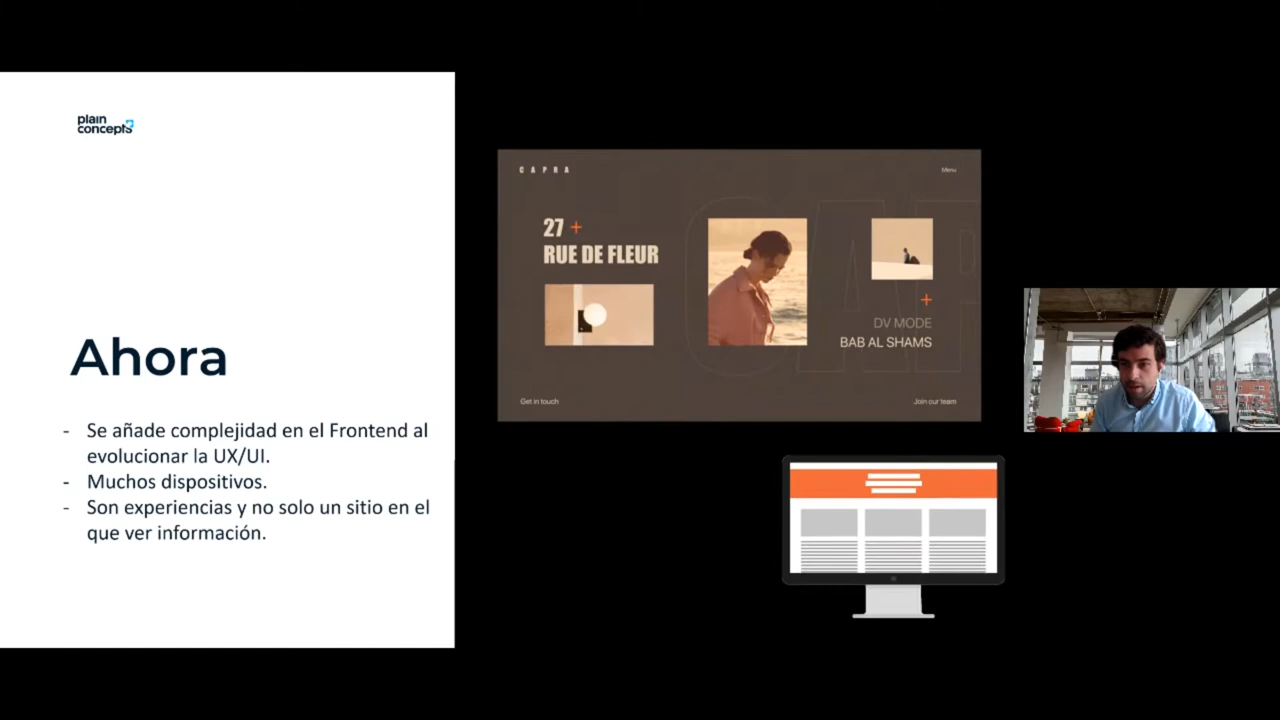 plain
concepts
Ahora
- Se añade complejidad en el Frontend al
evolucionar la UX/UI.
- Muchos dispositivos.
- Son experiencias y no solo un sitio en el
que ver información.
CAPRA
Menu
27 +
RUE DE FLEUR
+
DV MODE
BAB AL SHAMS
Get in touch
Join our team